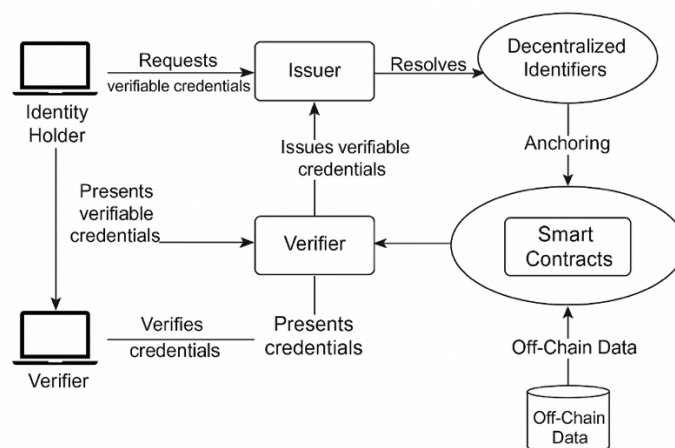 Requests
verifiable credentials
Issuer
Resolves
Decentralized
Identifiers
Identity
Holder
Issues verifiable
credentials
Anchoring
Presents
verifiable
credentials
Verifier
Smart
Contracts
Verifies
credentials
Presents
credentials
Verifier
Off-Chain Data
Off-Chain
Data